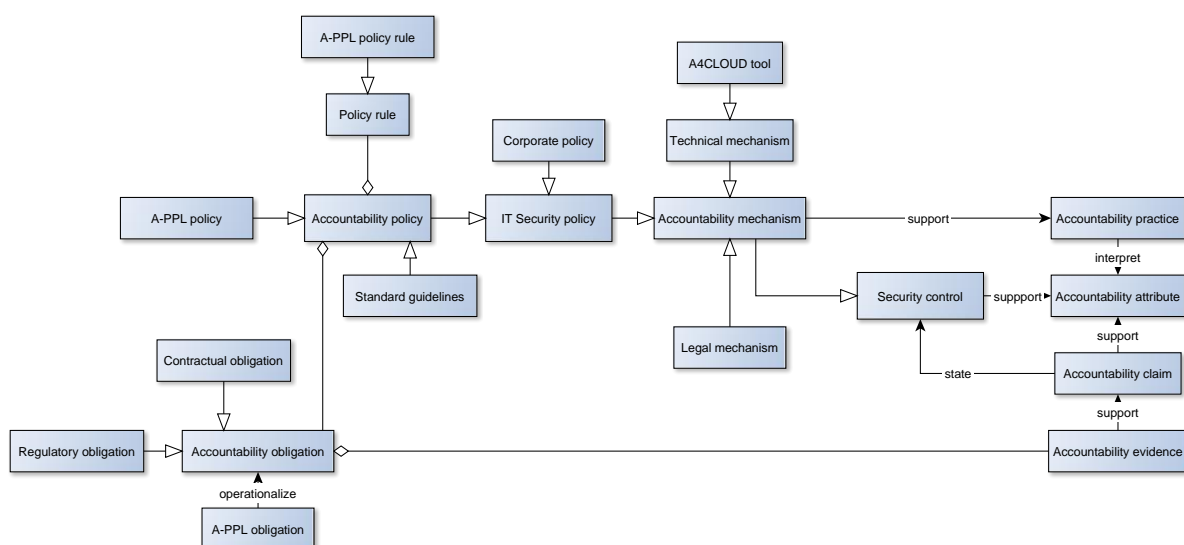 A-PPL policy rule
A4CLOUD tool
Policy rule
Corporate policy
Technical mechanism
A-PPL policy
Accountability policy
IT Security policy
Accountability mechanism
support
Accountability practice
interpret
Standard guidelines
Security control
suppport
Accountability attribute
Legal mechanism
support
Contractual obligation
state
Accountability claim
support
Regulatory obligation
Accountability obligation
Accountability evidence
operationalize
A-PPL obligation